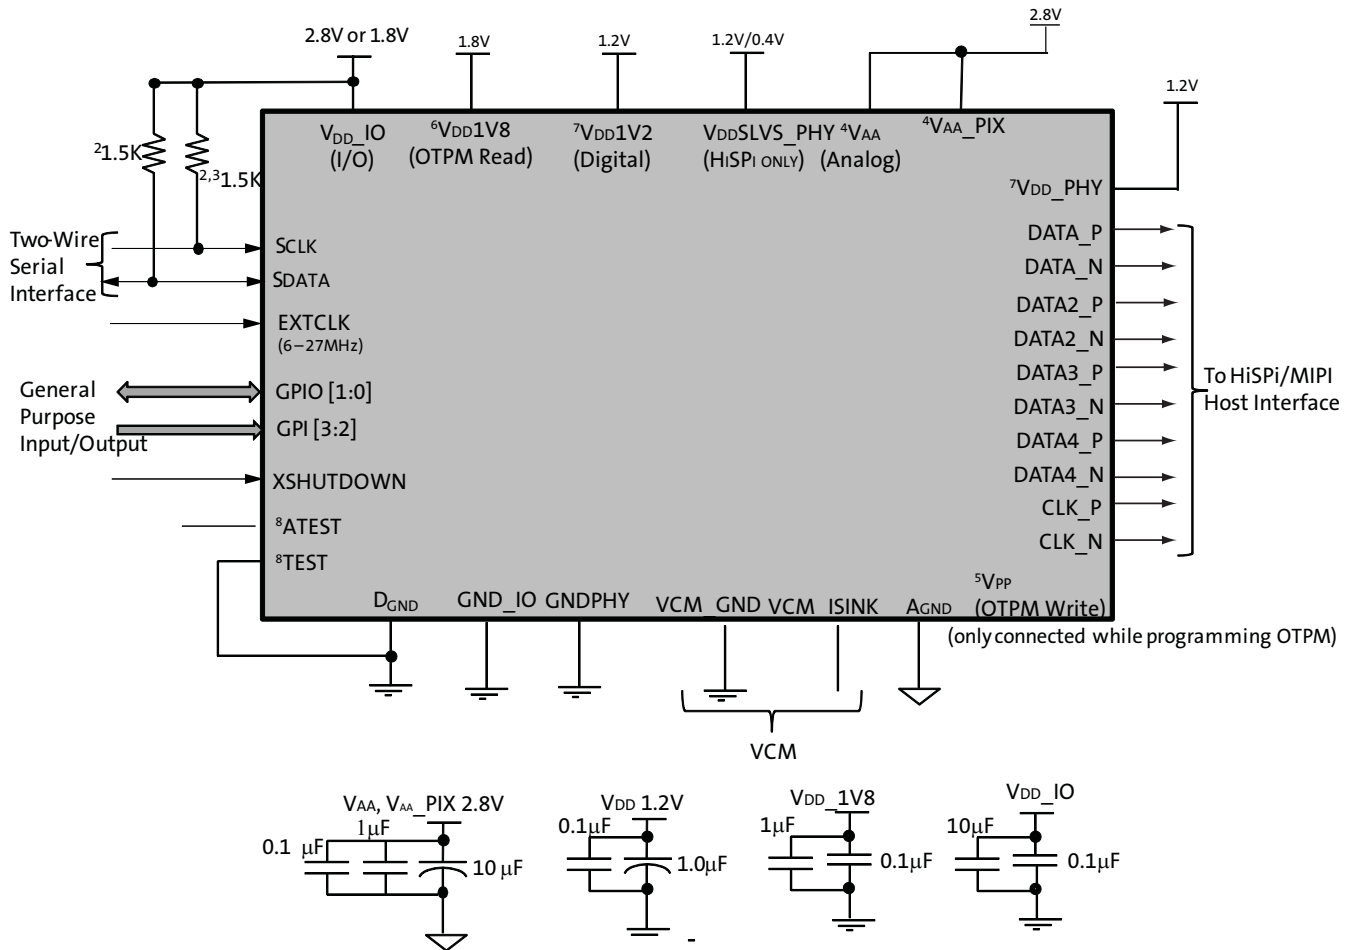 2.8V or 1.8V
1.8V
1.2V
1.2V/0.4V
2.8V
1.2V
VDD_IO
(I/O)
6VDD1V8
(OTPM Read)
7VDD1V2
(Digital)
VDDSLVS_PHY
(HiSPi ONLY)
4VAA
(Analog)
4VAA_PIX
21.5K
2,31.5K
7VDD_PHY
Two-Wire
Serial
Interface
SCLK
SDATA
EXTCLK
(6–27MHz)
General
Purpose
Input/Output
GPIO [1:0]
GPI [3:2]
XSHUTDOWN
8ATEST
8TEST
DATA_P
DATA_N
DATA2_P
DATA2_N
DATA3_P
DATA3_N
DATA4_P
DATA4_N
CLK_P
CLK_N
To HiSPi/MIPI
Host Interface
DGND
GND_IO
GNDPHY
VCM_GND
VCM_ISINK
AGND
5VPP
(OTPM Write)
(only connected while programming OTPM)
VCM
VAA, VAA_PIX 2.8V
0.1 μF
1μF
10 μF
VDD 1.2V
0.1μF
1.0μF
VDD_1V8
1μF
0.1μF
VDD_IO
10μF
0.1μF